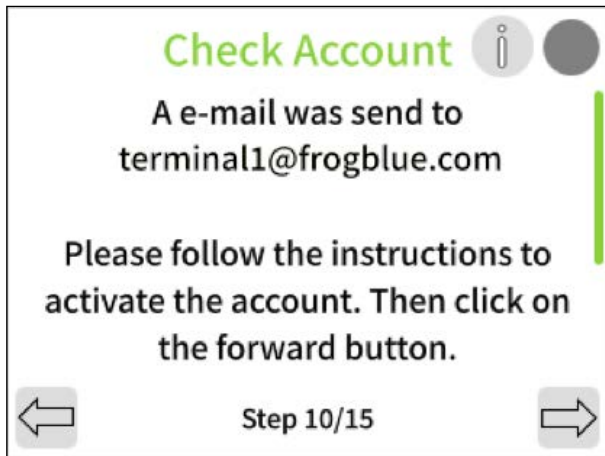 Check Account
A e-mail was send to
terminal1@frogblue.com
Please follow the instructions to
activate the account. Then click on
the forward button.
Step 10/15